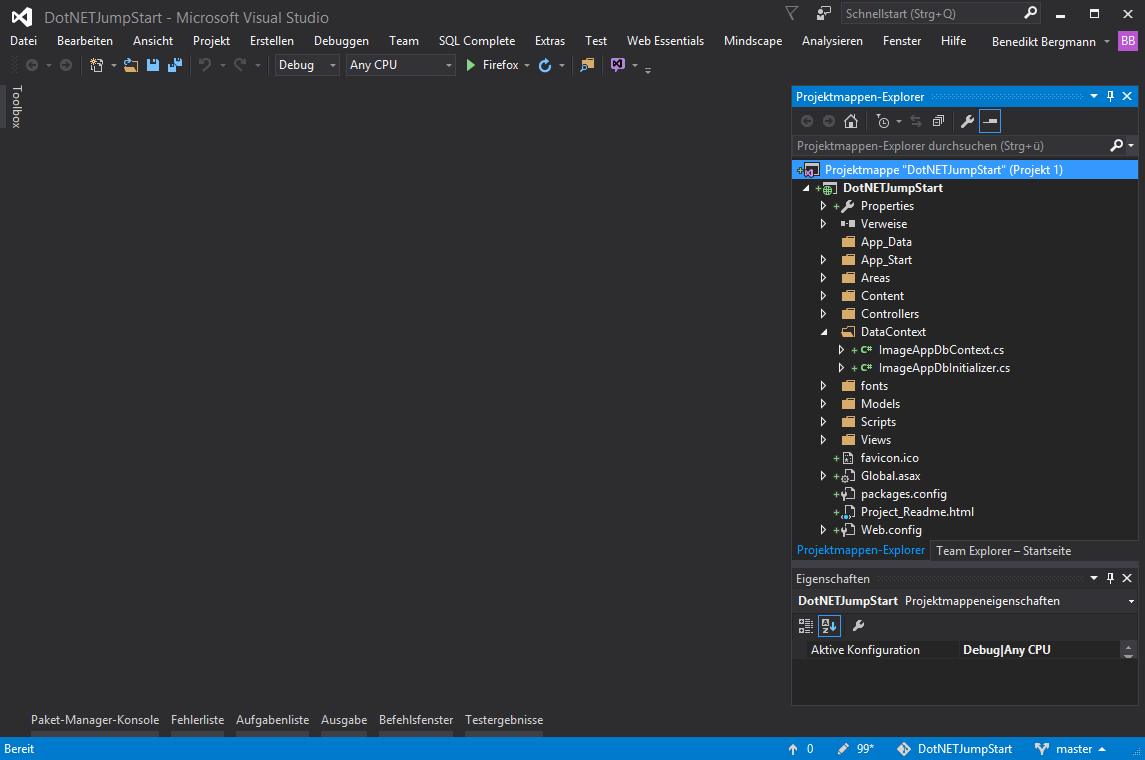 DotNETJumpStart - Microsoft Visual Studio
Schnellstart (Strg+Q)
Datei Bearbeiten Ansicht Projekt Erstellen Debuggen Team SQL Complete Extras Test Web Essentials Mindscape Analysieren Fenster Hilfe Benedikt Bergmann BB
Debug Any CPU Firefox
Toolbox
Projektmappen-Explorer
Projektmappen-Explorer durchsuchen (Strg+ü)
Projektmappe "DotNETJumpStart" (Projekt 1)
DotNETJumpStart
Properties
Verweise
App_Data
App_Start
Areas
Content
Controllers
DataContext
C# ImageAppDbContext.cs
C# ImageAppDbInitializer.cs
fonts
Models
Scripts
Views
favicon.ico
Global.asax
packages.config
Project_Readme.html
Web.config
Projektmappen-Explorer Team Explorer – Startseite
Eigenschaften
DotNETJumpStart Projektmappeneigenschaften
Aktive Konfiguration Debug|Any CPU
Paket-Manager-Konsole Fehlerliste Aufgabenliste Ausgabe Befehlsfenster Testergebnisse
Bereit 0 99* DotNETJumpStart master